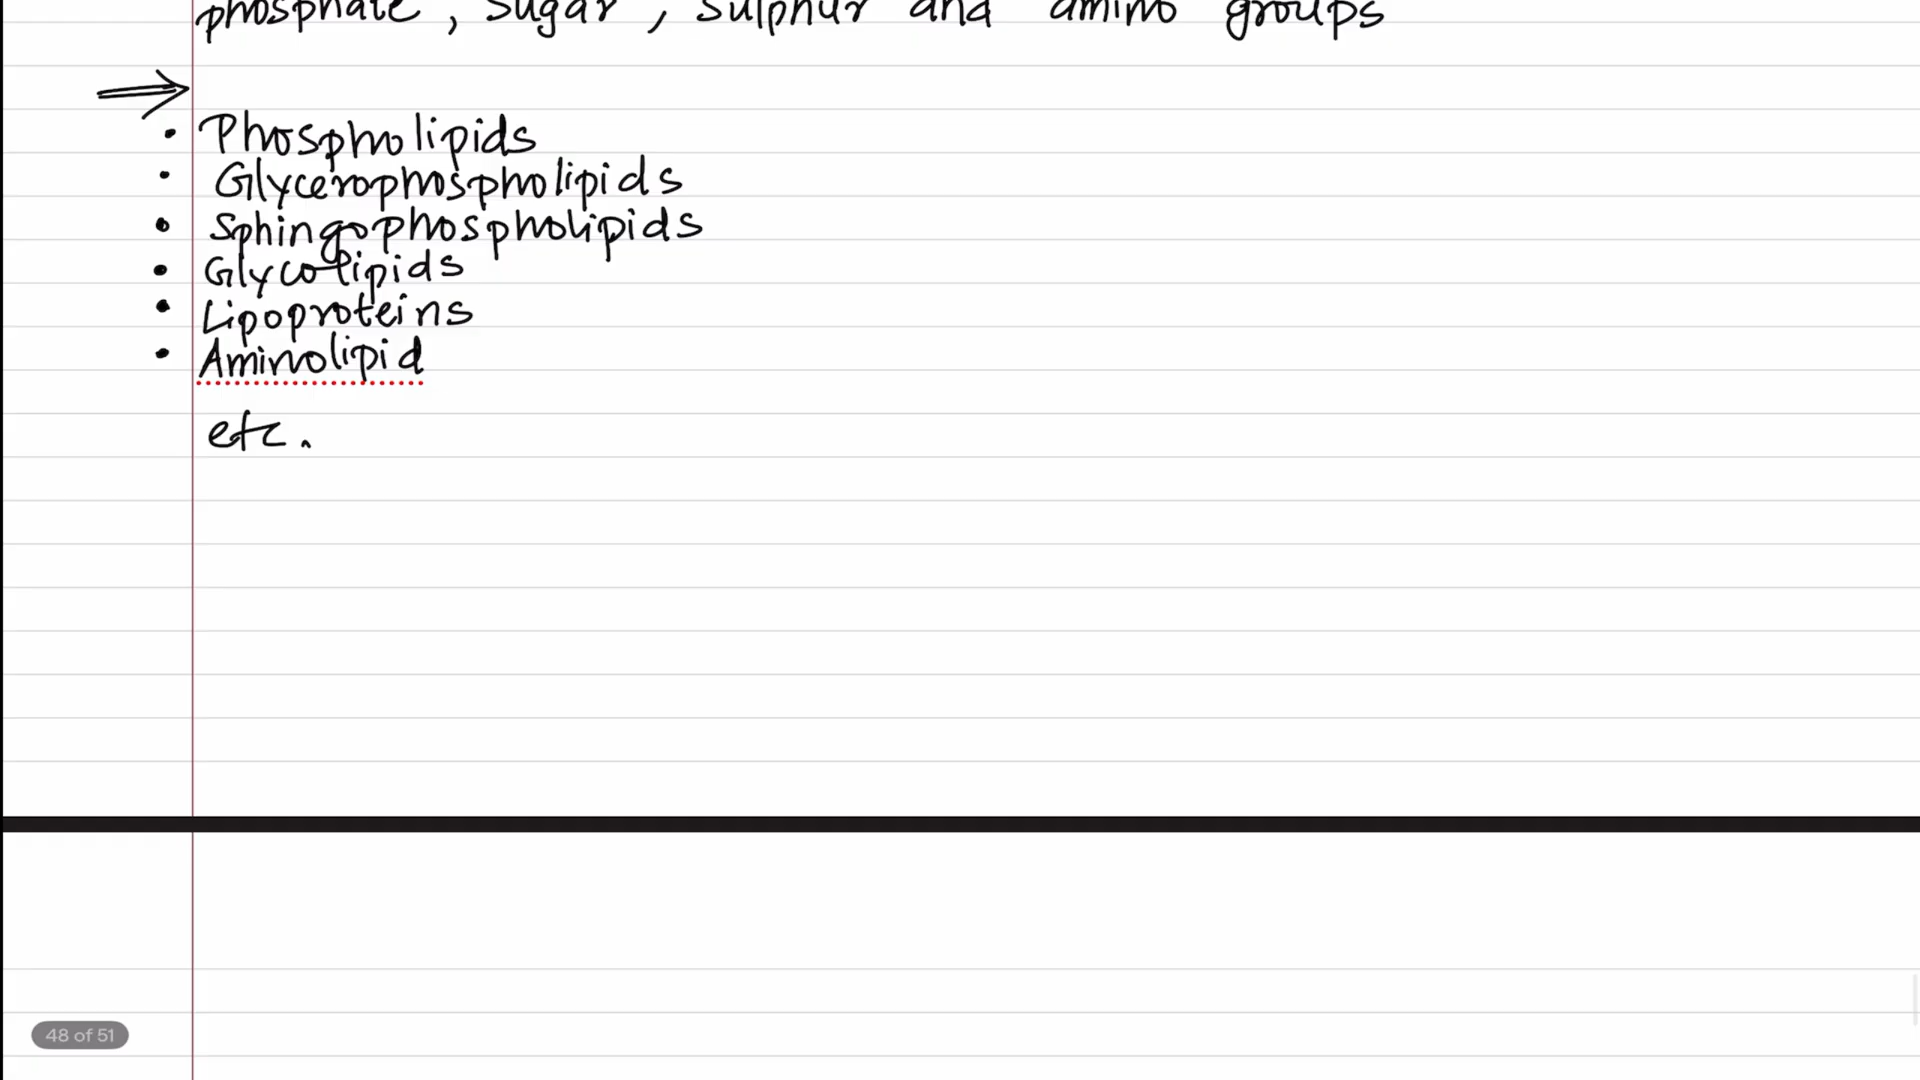 phosphate, sugar, sulphur and amino groups
⇒
• Phospholipids
• Glycerophospholipids
• Sphingophospholipids
• Glycolipids
• Lipoproteins
• Aminolipid
etc.
48 of 51